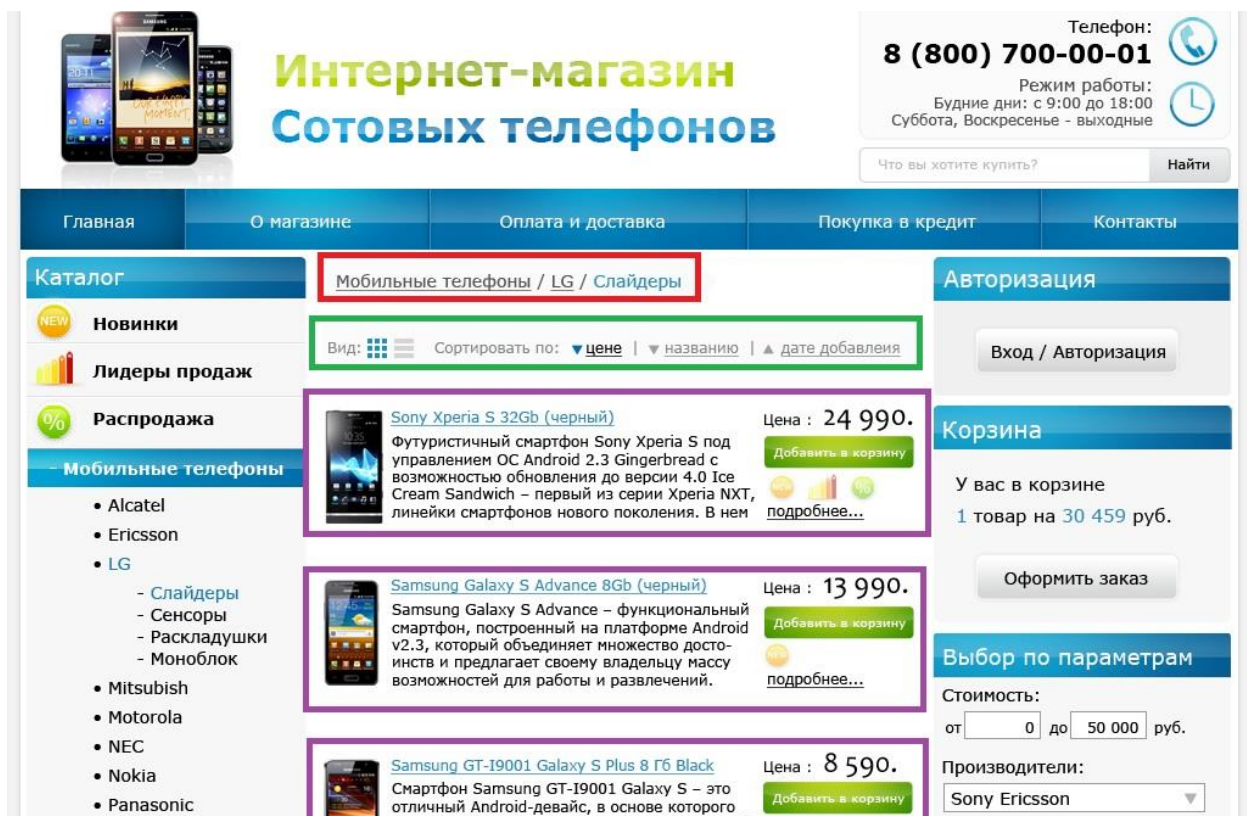 Интернет-магазин
Сотовых телефонов
Телефон:
8 (800) 700-00-01
Режим работы:
Будние дни: с 9:00 до 18:00
Суббота, Воскресенье - выходные
Что вы хотите купить?
Найти
Главная
О магазине
Оплата и доставка
Покупка в кредит
Контакты
Каталог
NEW
Новинки
Лидеры продаж
%
Распродажа
- Мобильные телефоны
• Alcatel
• Ericsson
• LG
- Слайдеры
- Сенсоры
- Раскладушки
- Моноблок
• Mitsubish
• Motorola
• NEC
• Nokia
• Panasonic
Мобильные телефоны / LG / Слайдеры
Вид:
Сортировать по: ▼цене | ▼ названию | ▲ дате добавлеия
Sony Xperia S 32Gb (черный)
Футуристичный смартфон Sony Xperia S под
управлением ОС Android 2.3 Gingerbread с
возможностью обновления до версии 4.0 Ice
Cream Sandwich – первый из серии Xperia NXT,
линейки смартфонов нового поколения. В нем
Цена : 24 990.
Добавить в корзину
подробнее...
Samsung Galaxy S Advance 8Gb (черный)
Samsung Galaxy S Advance – функциональный
смартфон, построенный на платформе Android
v2.3, который объединяет множество досто-
инств и предлагает своему владельцу массу
возможностей для работы и развлечений.
Цена : 13 990.
Добавить в корзину
подробнее...
Samsung GT-I9001 Galaxy S Plus 8 Гб Black
Смартфон Samsung GT-I9001 Galaxy S – это
отличный Android-девайс, в основе которого
Цена : 8 590.
Добавить в корзину
Авторизация
Вход / Авторизация
Корзина
У вас в корзине
1 товар на 30 459 руб.
Оформить заказ
Выбор по параметрам
Стоимость:
от 0 до 50 000 руб.
Производители:
Sony Ericsson